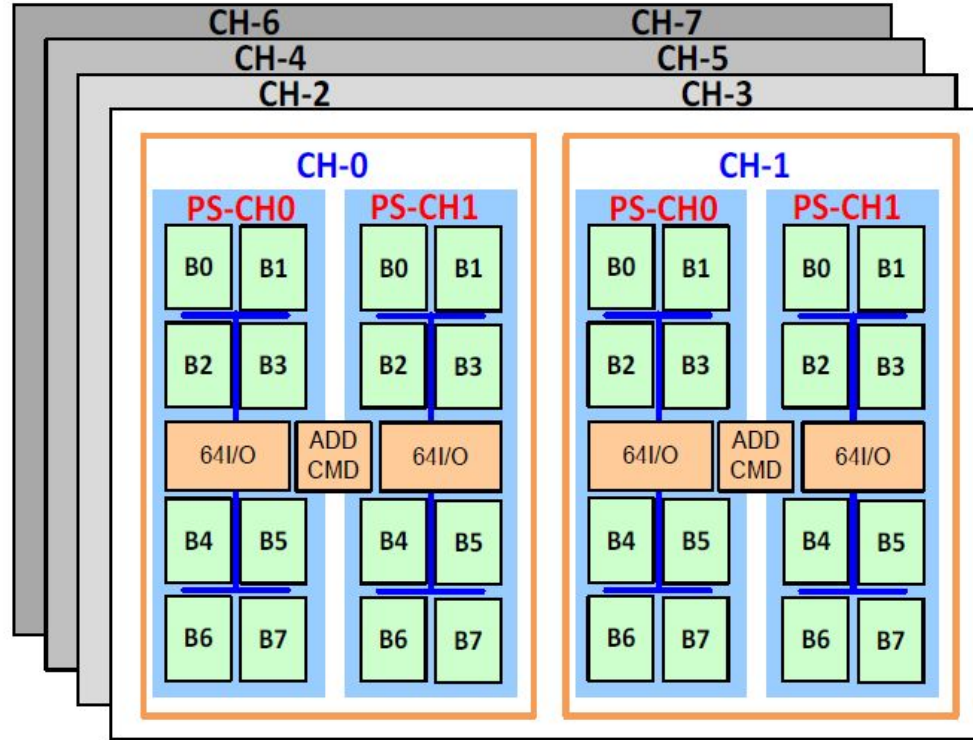 CH-6 CH-7
CH-4 CH-5
CH-2 CH-3
CH-0 CH-1
PS-CH0 PS-CH1 PS-CH0 PS-CH1
B0 B1 B0 B1 B0 B1 B0 B1
B2 B3 B2 B3 B2 B3 B2 B3
64I/O ADD CMD 64I/O 64I/O ADD CMD 64I/O
B4 B5 B4 B5 B4 B5 B4 B5
B6 B7 B6 B7 B6 B7 B6 B7